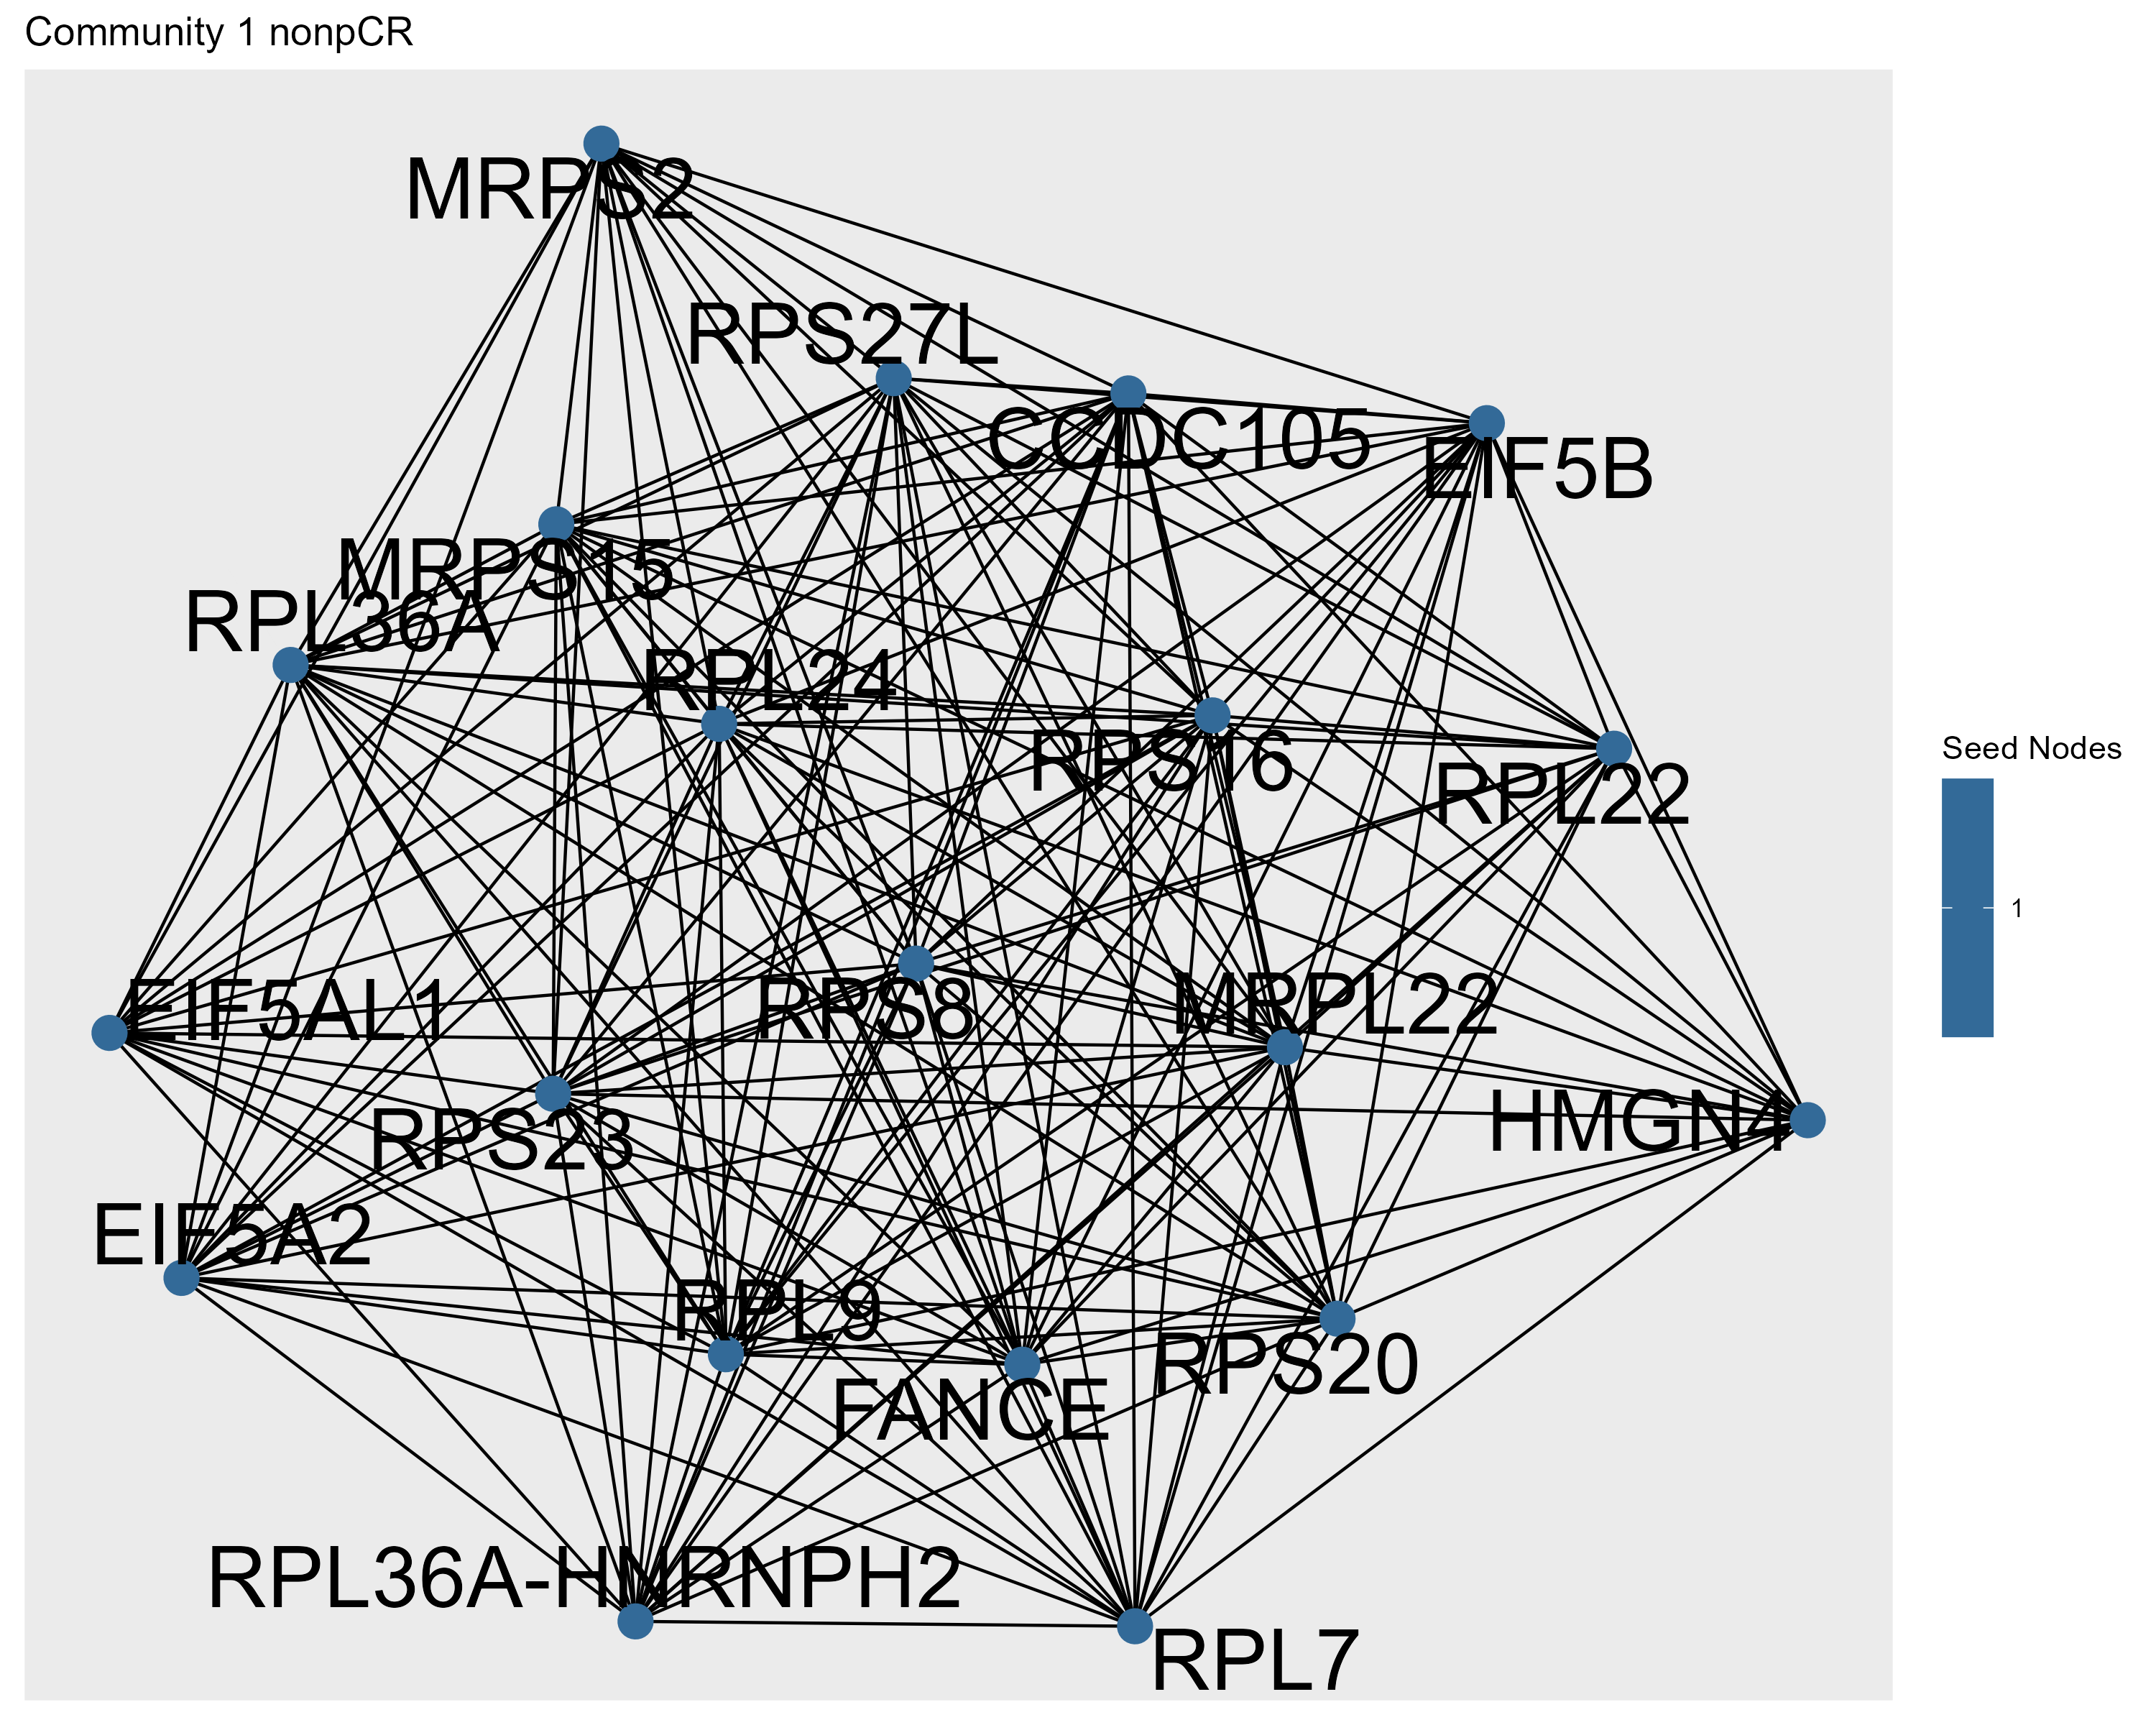 Community 1 nonpCR
MRPS2
RPS27L
CCDC105
EIF5B
MRPS15
RPL36A
RPL24
RPS16
RPL22
Seed Nodes
1
EIF5AL1
RPS8
MRPL22
RPS23
HMGN4
EIF5A2
RPL9
RPS20
FANCE
RPL36A-HNRNPH2
RPL7